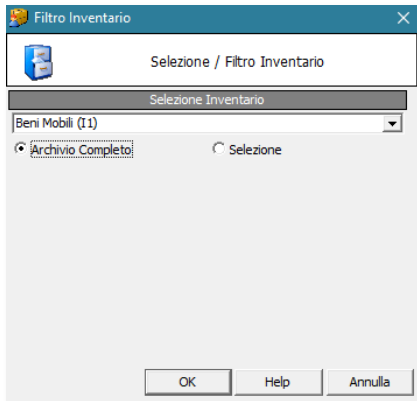 Filtro Inventario
Selezione / Filtro Inventario
Selezione Inventario
Beni Mobili (I1)
Archivio Completo Selezione
OK Help Annulla